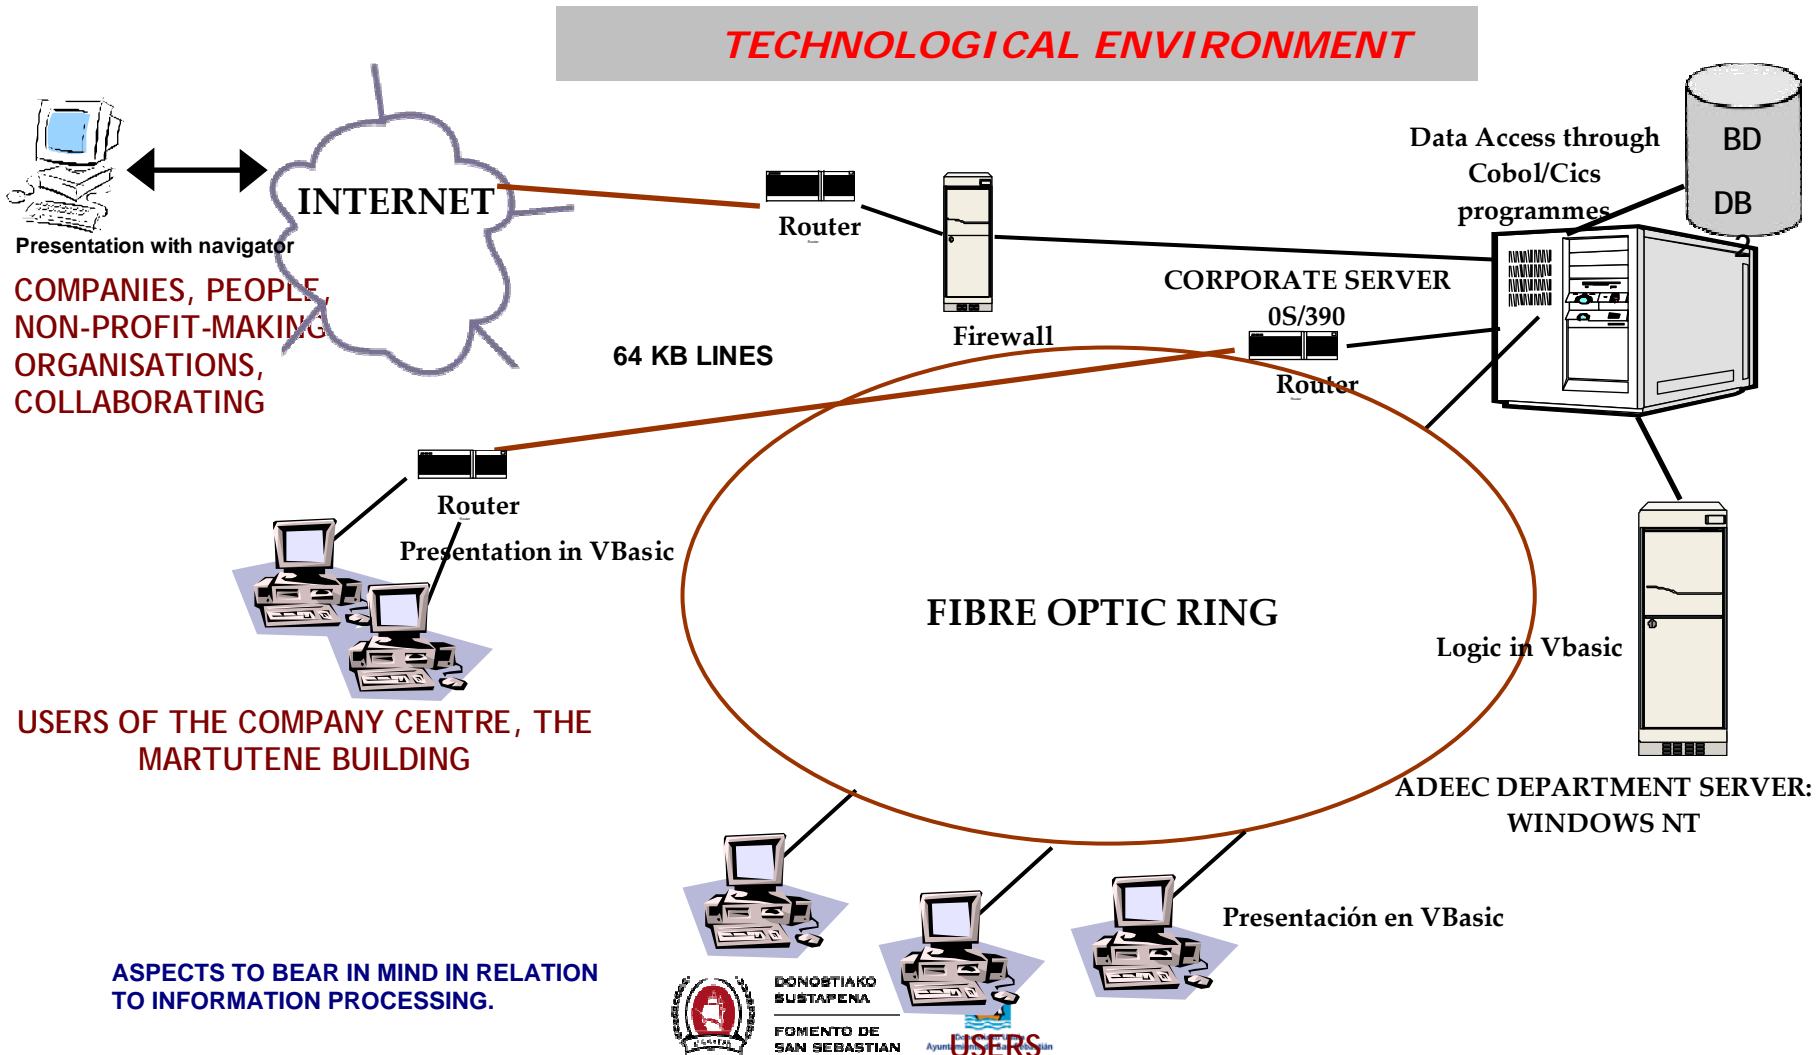 TECHNOLOGICAL ENVIRONMENT
BD
DB
2
Data Access through
Cobol/Cics
programmes
INTERNET
Router
Presentation with navigator
COMPANIES, PEOPLE,
NON-PROFIT-MAKING
ORGANISATIONS,
COLLABORATING
Firewall
CORPORATE SERVER
0S/390
64 KB LINES
Router
Router
Presentation in VBasic
FIBRE OPTIC RING
Logic in Vbasic
USERS OF THE COMPANY CENTRE, THE
MARTUTENE BUILDING
ADEEC DEPARTMENT SERVER:
WINDOWS NT
Presentación en VBasic
ASPECTS TO BEAR IN MIND IN RELATION
TO INFORMATION PROCESSING.
DONOSTIAKO
SUSTAPENA
FOMENTO DE
SAN SEBASTIAN
USERS